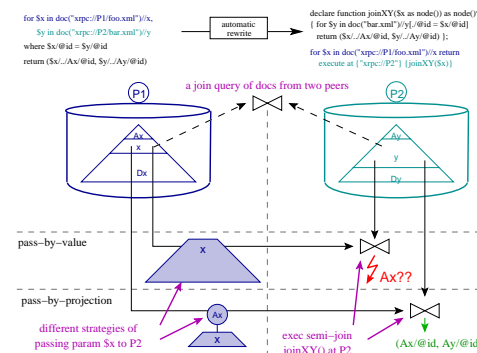 for $x in doc("xrpc://P1/foo.xml")//x,
$y in doc("xrpc://P2/bar.xml")//y
where $x/@id = $y/@id
return ($x/../Ax/@id, $y/../Ay/@id)
automatic
rewrite
declare function joinXY($x as node()) as node()*
{ for $y in doc("bar.xml")//y[./@id = $x/@id]
return ($x/../Ax/@id, $y/../Ay/@id) };
for $x in doc("xrpc://P1/foo.xml")//x return
execute at {"xrpc://P2"} {joinXY($x)}
P1
a join query of docs from two peers
P2
Ax
x
Dx
Ay
y
Dy
pass−by−value
x
Ax??
pass−by−projection
Ax
x
different strategies of
passing param $x to P2
exec semi−join
joinXY() at P2
(Ax/@id, Ay/@id